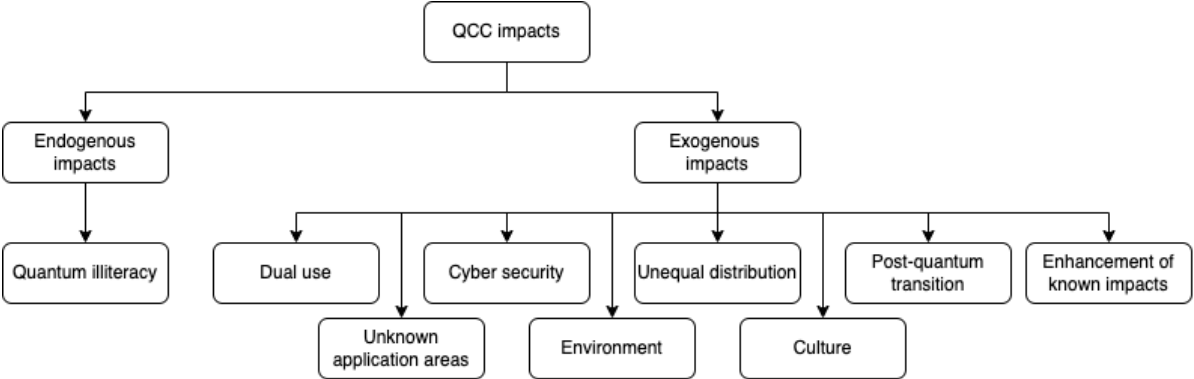 QCC impacts
Endogenous
impacts
Exogenous
impacts
Quantum illiteracy
Dual use
Cyber security
Unequal distribution
Post-quantum
transition
Enhancement of
known impacts
Unknown
application areas
Environment
Culture